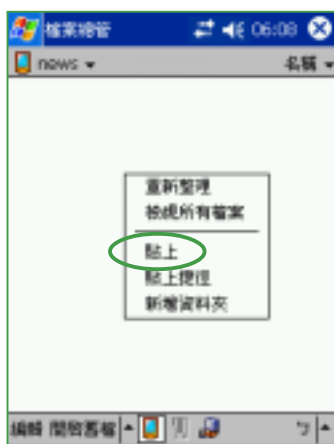 檔案總管 06:08
news 名稱
重新整理
檢視所有檔案
貼上
貼上捷徑
新增資料夾
編輯 開啟舊檔 ㄅ